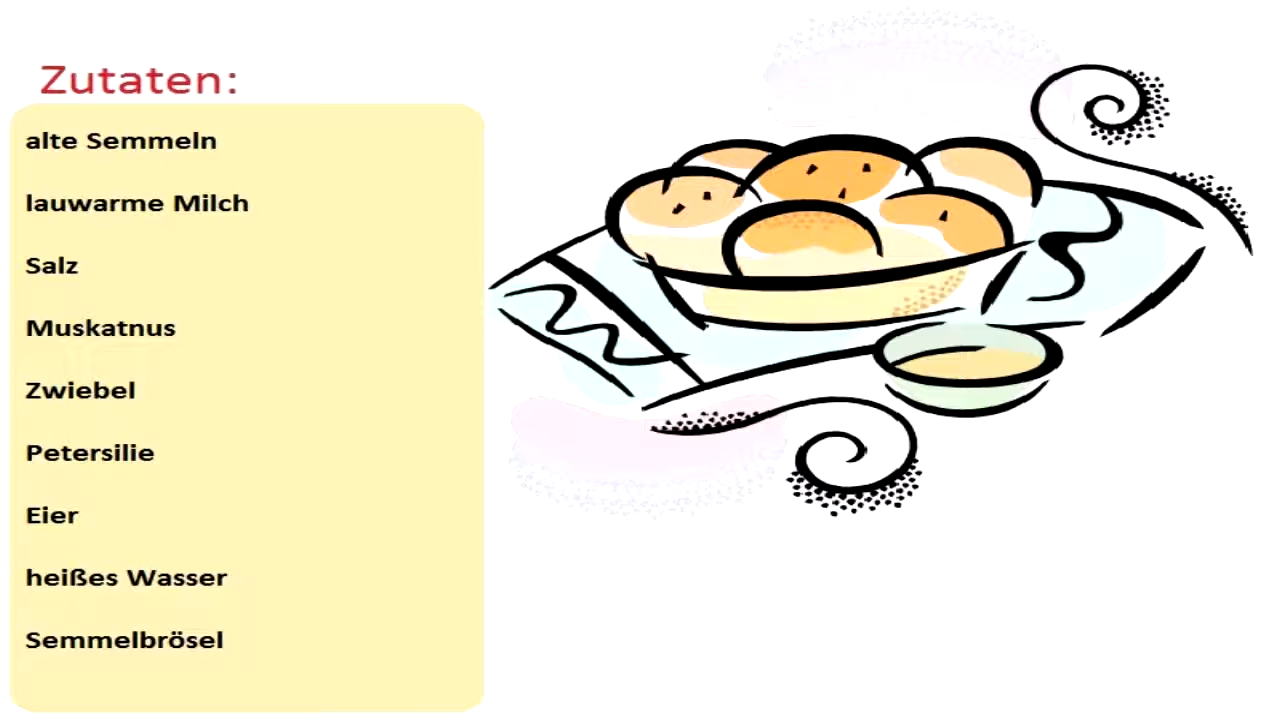 Zutaten:
alte Semmeln
lauwarme Milch
Salz
Muskatnus
Zwiebel
Petersilie
Eier
heißes Wasser
Semmelbrösel